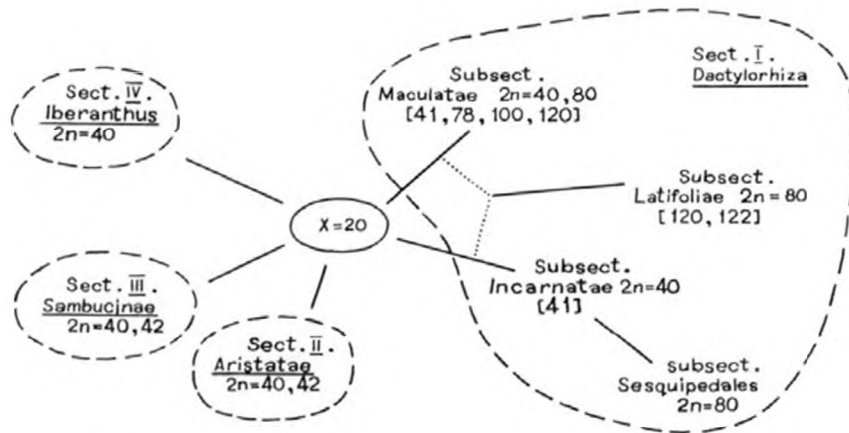 Sect. IV.
Iberanthus
2n=40
Subsect.
Maculatae 2n=40,80
[41,78,100,120]
Sect. I.
Dactylorhiza
Subsect.
Latifoliae 2n=80
[120,122]
X=20
Subsect.
Incarnatae 2n=40
[41]
Sect. III.
Sambucinae
2n=40,42
Sect. II.
Aristatae
2n=40,42
subsect.
Sesquipedales
2n=80